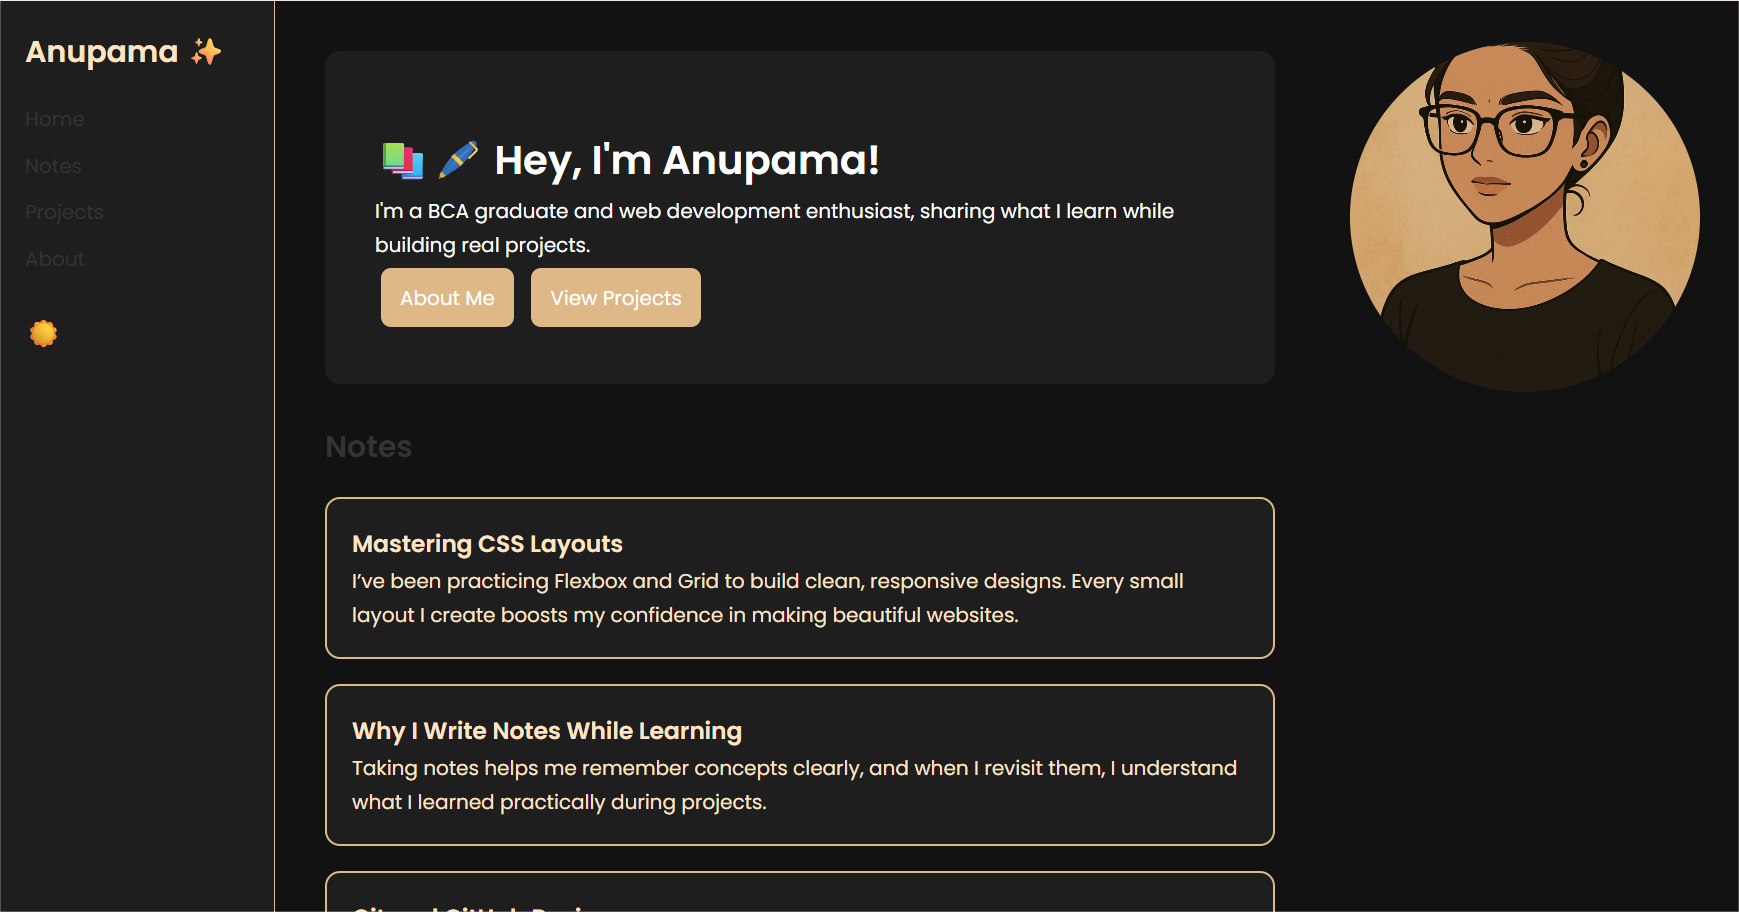 Anupama ✨
Home
Notes
Projects
About
📚 🖊️ Hey, I'm Anupama!
I'm a BCA graduate and web development enthusiast, sharing what I learn while
building real projects.
About Me
View Projects
Notes
Mastering CSS Layouts
I’ve been practicing Flexbox and Grid to build clean, responsive designs. Every small
layout I create boosts my confidence in making beautiful websites.
Why I Write Notes While Learning
Taking notes helps me remember concepts clearly, and when I revisit them, I understand
what I learned practically during projects.